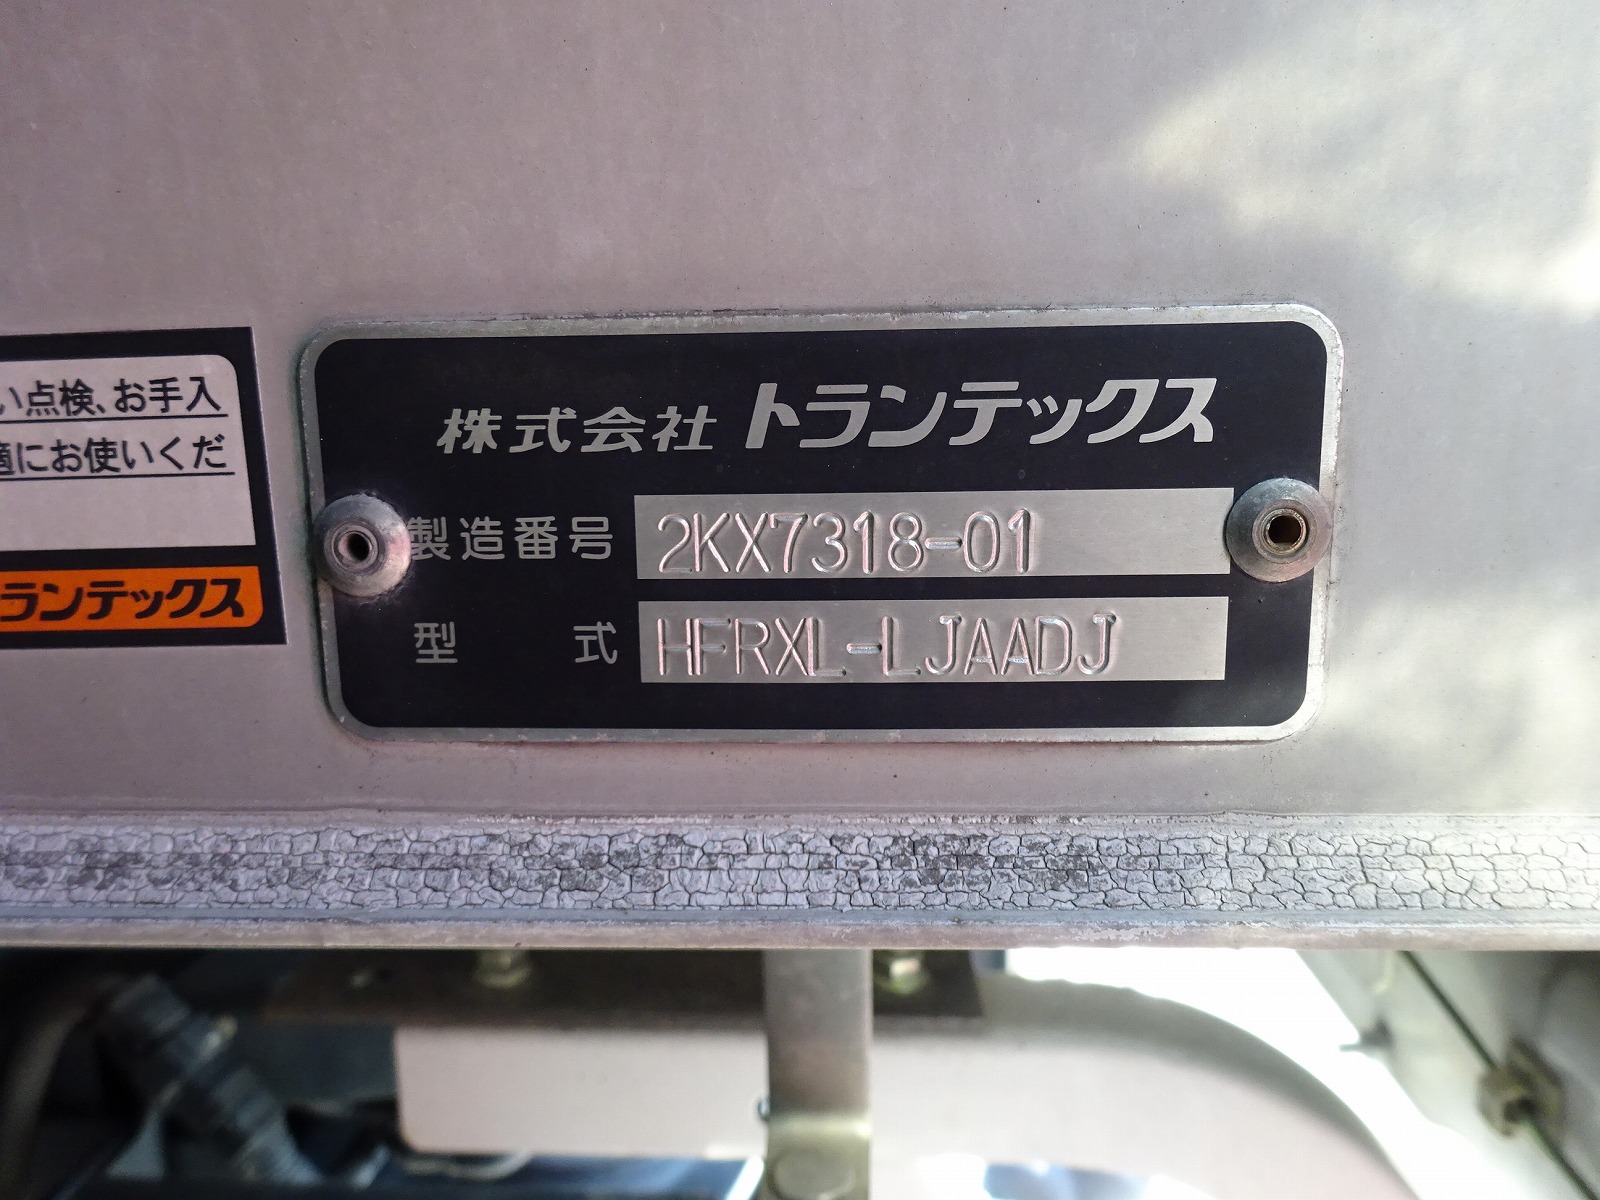 い点検、お手入
適にお使いくだ
トランテックス
株式会社 トランテックス
製造番号 2KX7318-01
型式 HFRXL-LJAADJ